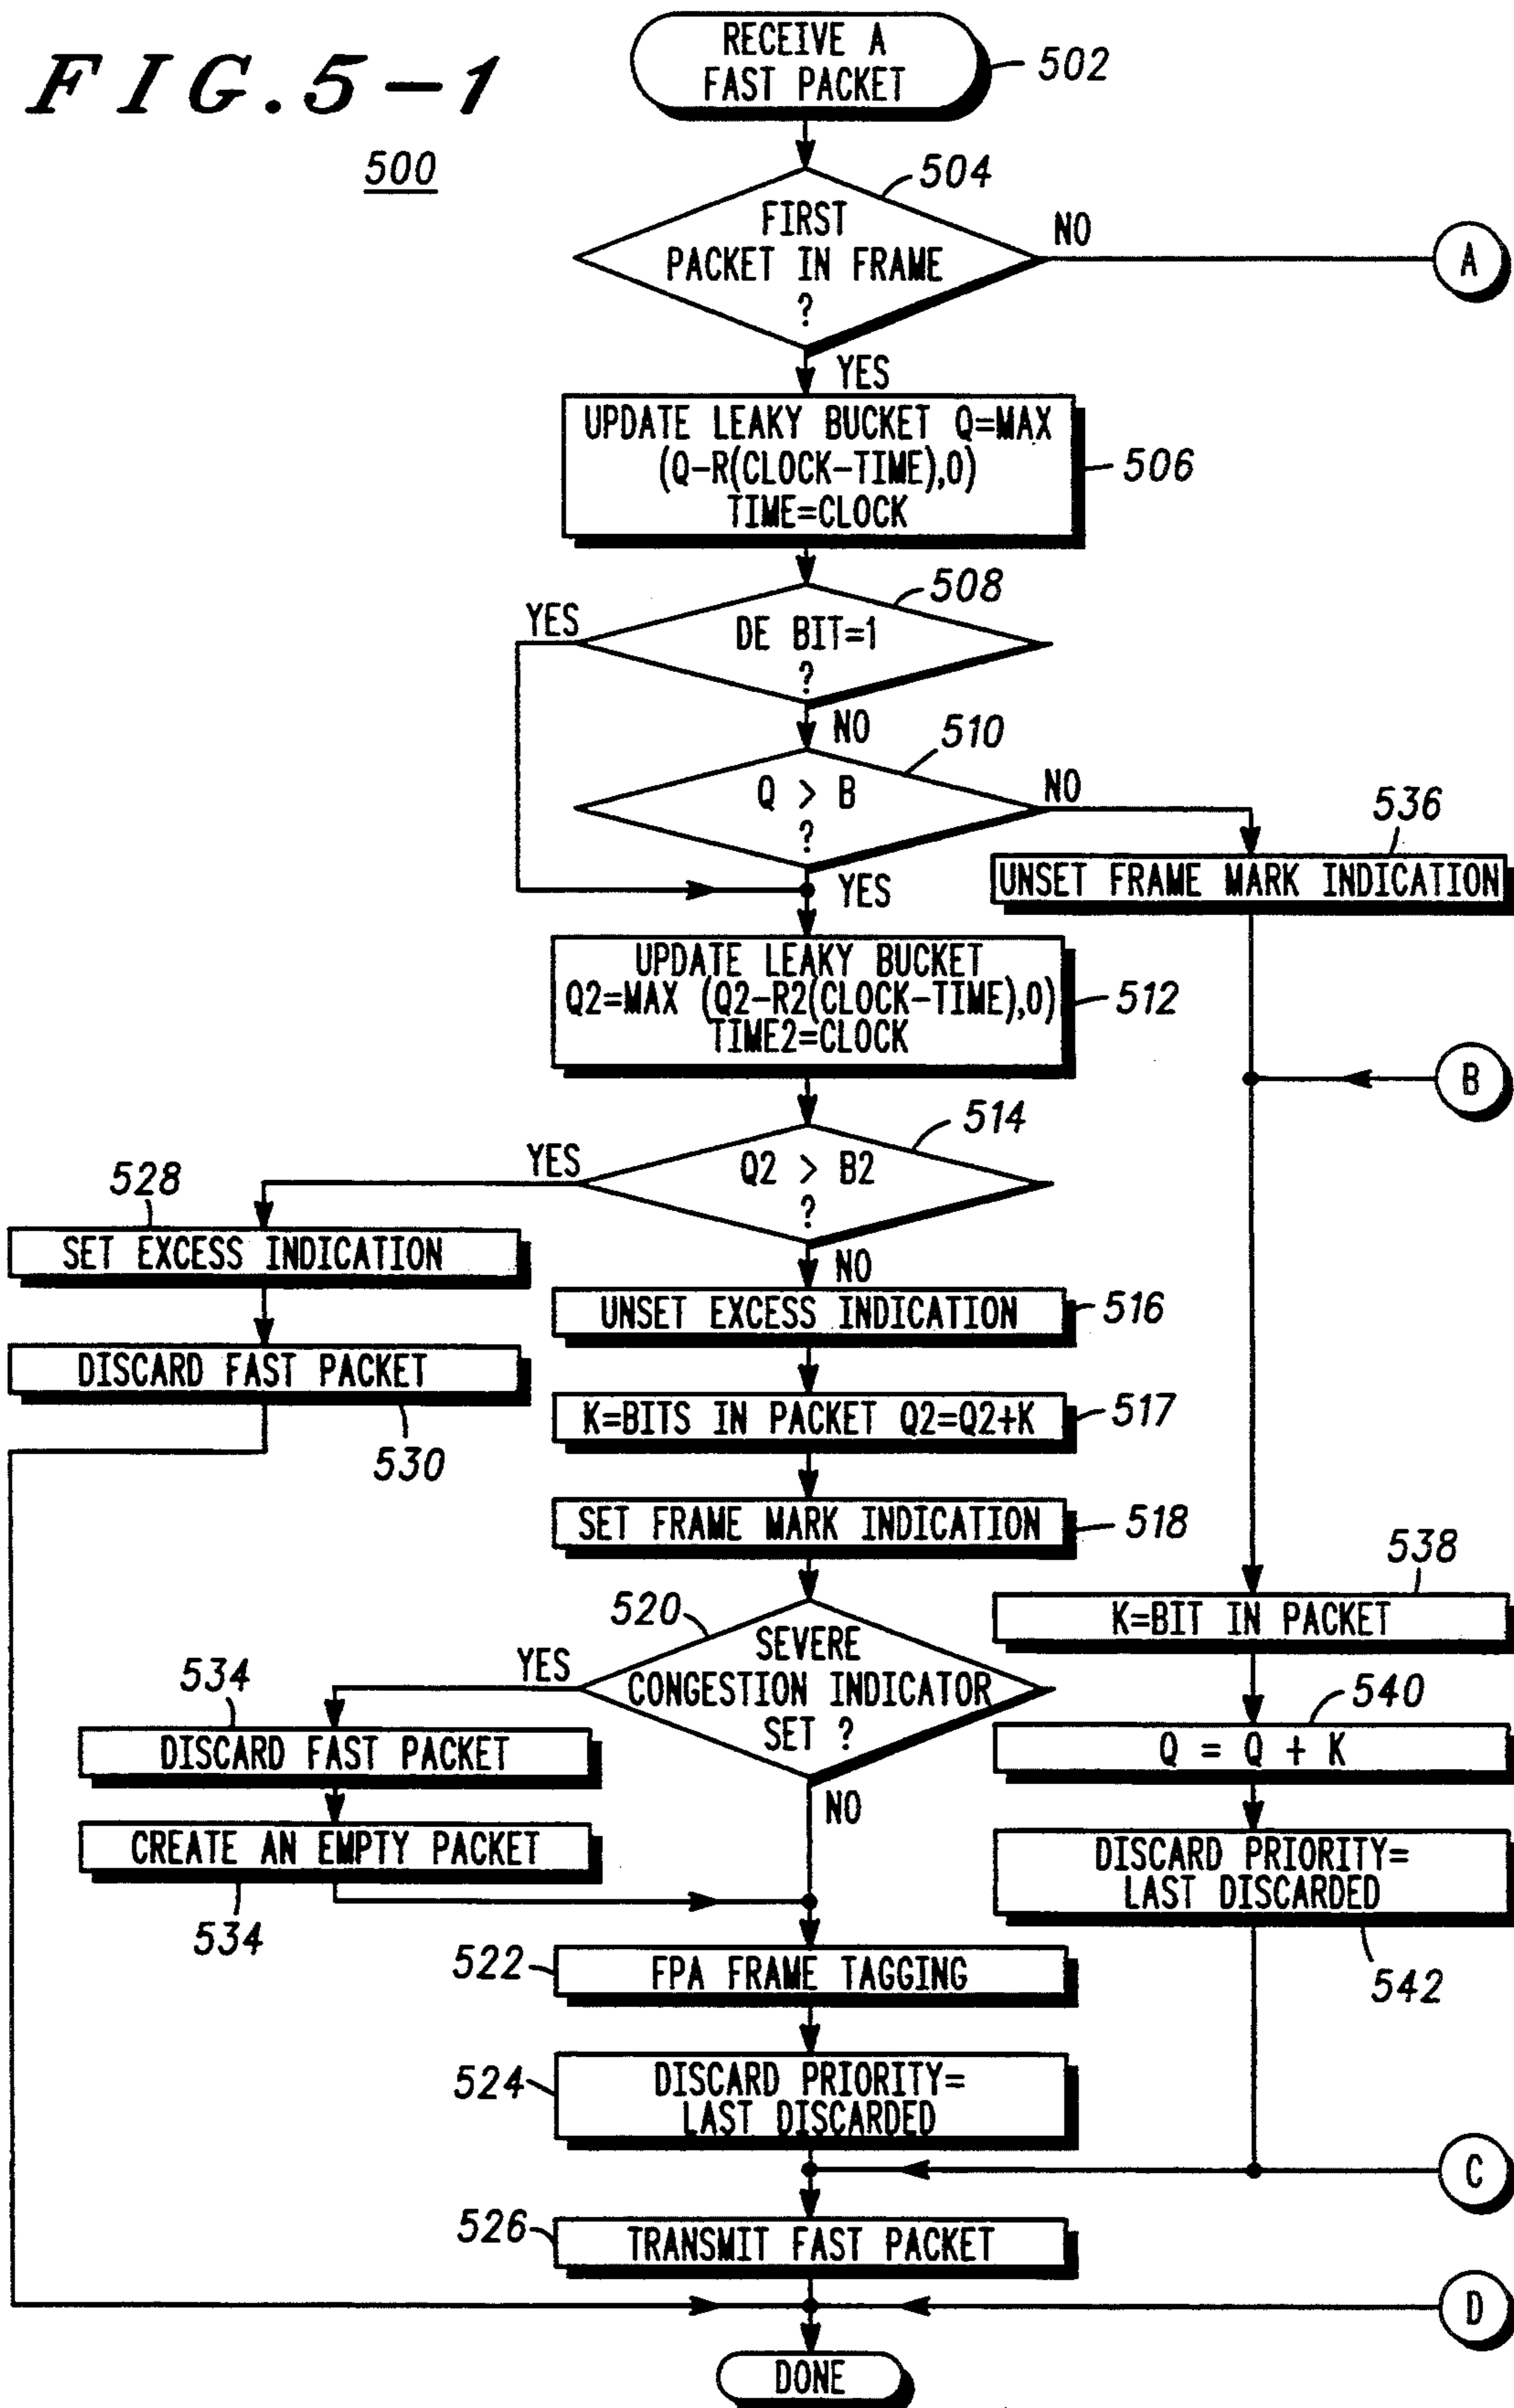 FIG.5-1
500
RECEIVE A
FAST PACKET
502
504
FIRST
PACKET IN FRAME
?
NO
A
YES
UPDATE LEAKY BUCKET Q=MAX
(Q-R(CLOCK-TIME),0)
TIME=CLOCK
506
508
YES
DE BIT=1
?
NO
510
Q > B
?
NO
536
UNSET FRAME MARK INDICATION
YES
UPDATE LEAKY BUCKET
Q2=MAX (Q2-R2(CLOCK-TIME),0)
TIME2=CLOCK
512
B
514
YES
Q2 > B2
?
528
SET EXCESS INDICATION
NO
UNSET EXCESS INDICATION
516
DISCARD FAST PACKET
530
K=BITS IN PACKET Q2=Q2+K
517
SET FRAME MARK INDICATION
518
538
K=BIT IN PACKET
520
SEVERE
CONGESTION INDICATOR
SET ?
YES
534
DISCARD FAST PACKET
540
Q = Q + K
NO
CREATE AN EMPTY PACKET
534
DISCARD PRIORITY=
LAST DISCARDED
542
522
FPA FRAME TAGGING
524
DISCARD PRIORITY=
LAST DISCARDED
C
526
TRANSMIT FAST PACKET
D
DONE